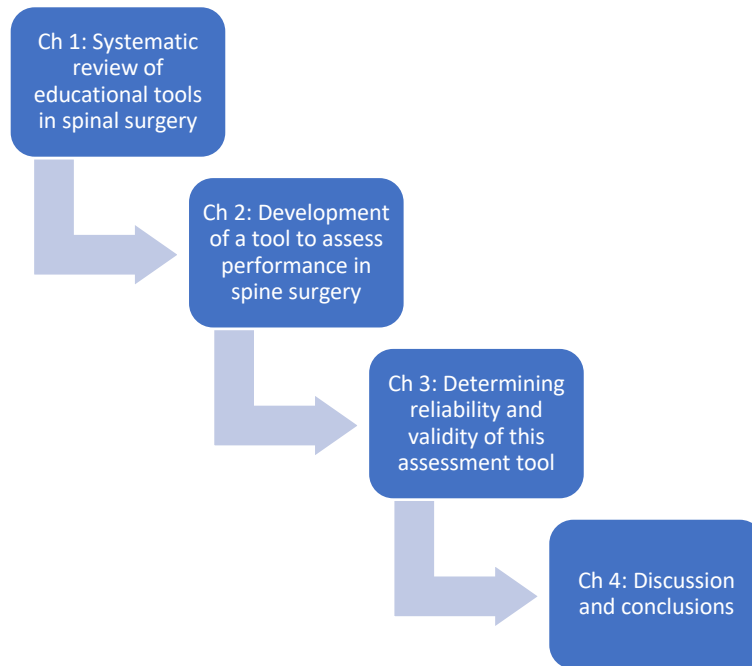 Ch 1: Systematic
review of
educational tools
in spinal surgery
Ch 2: Development
of a tool to assess
performance in
spine surgery
Ch 3: Determining
reliability and
validity of this
assessment tool
Ch 4: Discussion
and conclusions